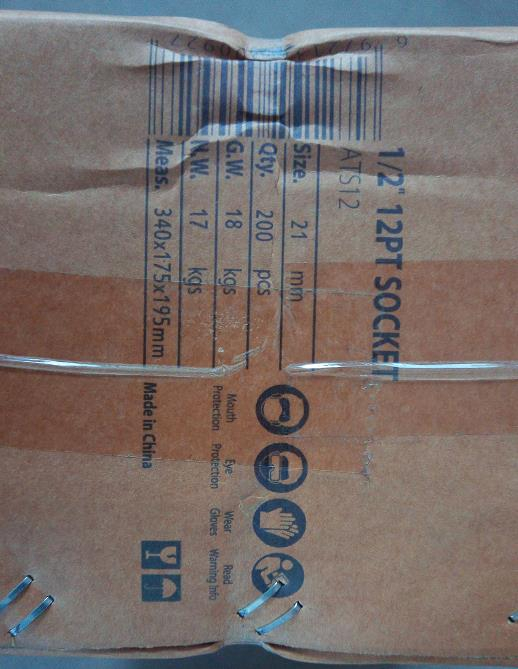 1/2" 12PT SOCKET
ATS12
Size. 21 mm
Qty. 200 pcs
G.W. 18 kgs
N.W. 17 kgs
Meas. 340x175x195mm
Mouth Protection
Eye Protection
Wear Gloves
Read Warning Info
Made in China